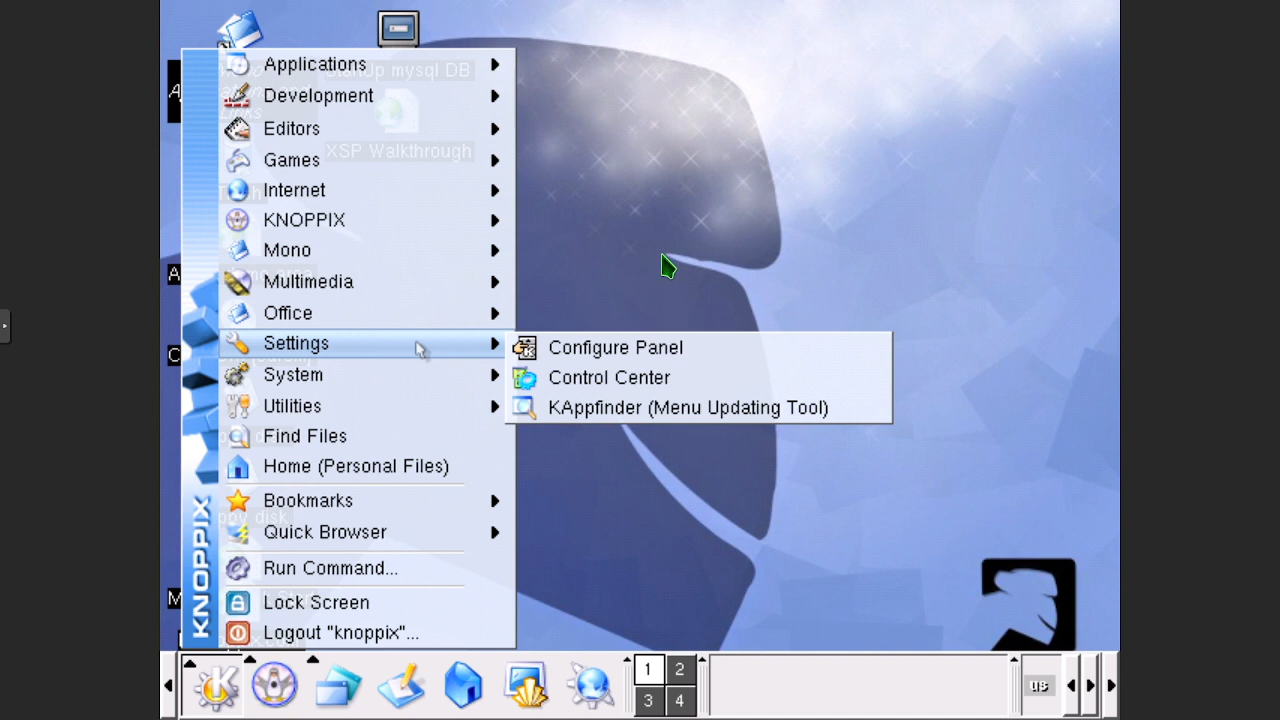 Applications
StartUp mysql DB
Development
Links
Editors
Games
XSP Walkthrough
Internet
KNOPPIX
Mono
Multimedia
Office
Settings
Configure Panel
Control Center
KAppfinder (Menu Updating Tool)
System
Utilities
Find Files
Home (Personal Files)
Bookmarks
Quick Browser
Run Command...
Lock Screen
Logout "knoppix"...
KNOPPIX
1 2
3 4
us